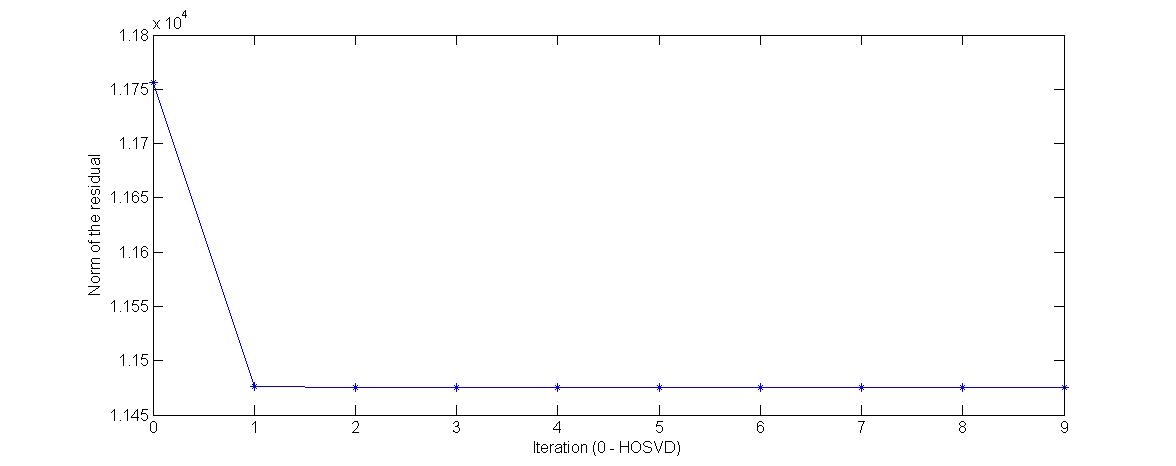 x 10^4
1.18
1.175
1.17
1.165
1.16
1.155
1.15
1.145
Norm of the residual
0 1 2 3 4 5 6 7 8 9
Iteration (0 - HOSVD)